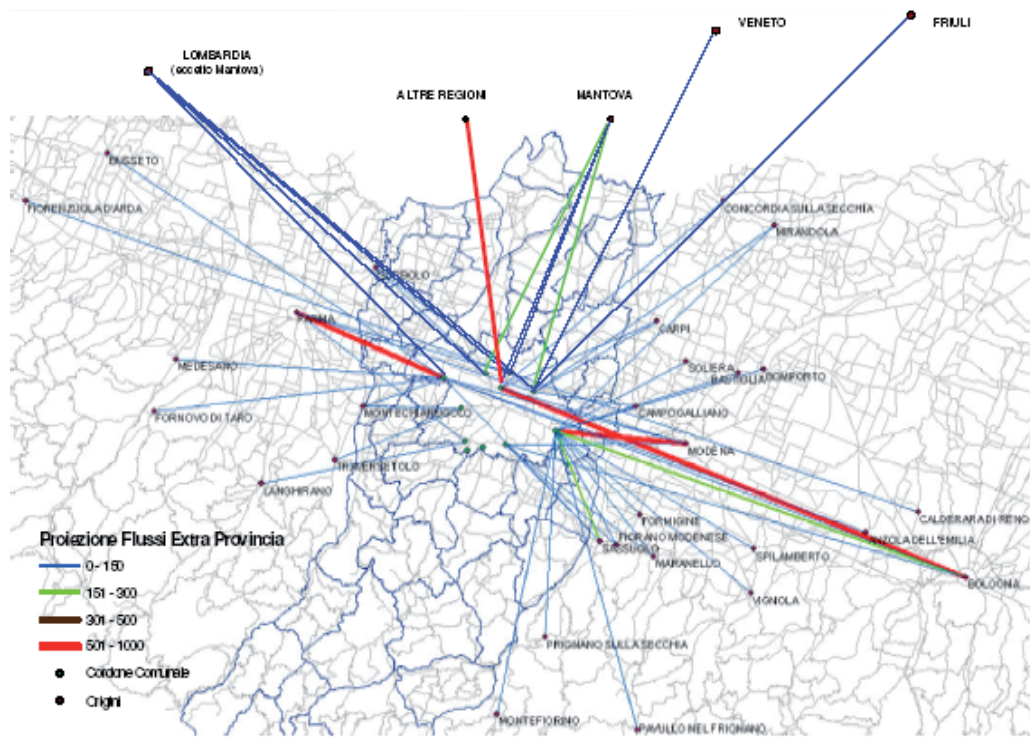 VENETO
FRIULI
LOMBARDIA
(eccetto Mantova)
ALTRE REGIONI
MANTOVA
BUSSETO
FIORENZUOLA D'ARDA
CONCORDIA SULLA SECCHIA
MIRANDOLA
PARMA
CARPI
MEDESANO
SOLIERA
BASTIGLIA
BOMPORTO
FORNOVO DI TARO
MONTECHIARUGOLO
CAMPOGALLIANO
MODENA
TRAVERSETOLO
LANGHIRANO
CALDERARA DI RENO
FORMIGINE
ANZOLA DELL'EMILIA
FIORANO MODENESE
SASSUOLO
SPILAMBERTO
MARANELLO
BOLOGNA
VIGNOLA
PRIGNANO SULLA SECCHIA
MONTEFIORINO
PAVULLO NEL FRIGNANO
Proiezione Flussi Extra Provincia
0 - 150
151 - 300
301 - 500
501 - 1000
Cordone Comunale
Origini